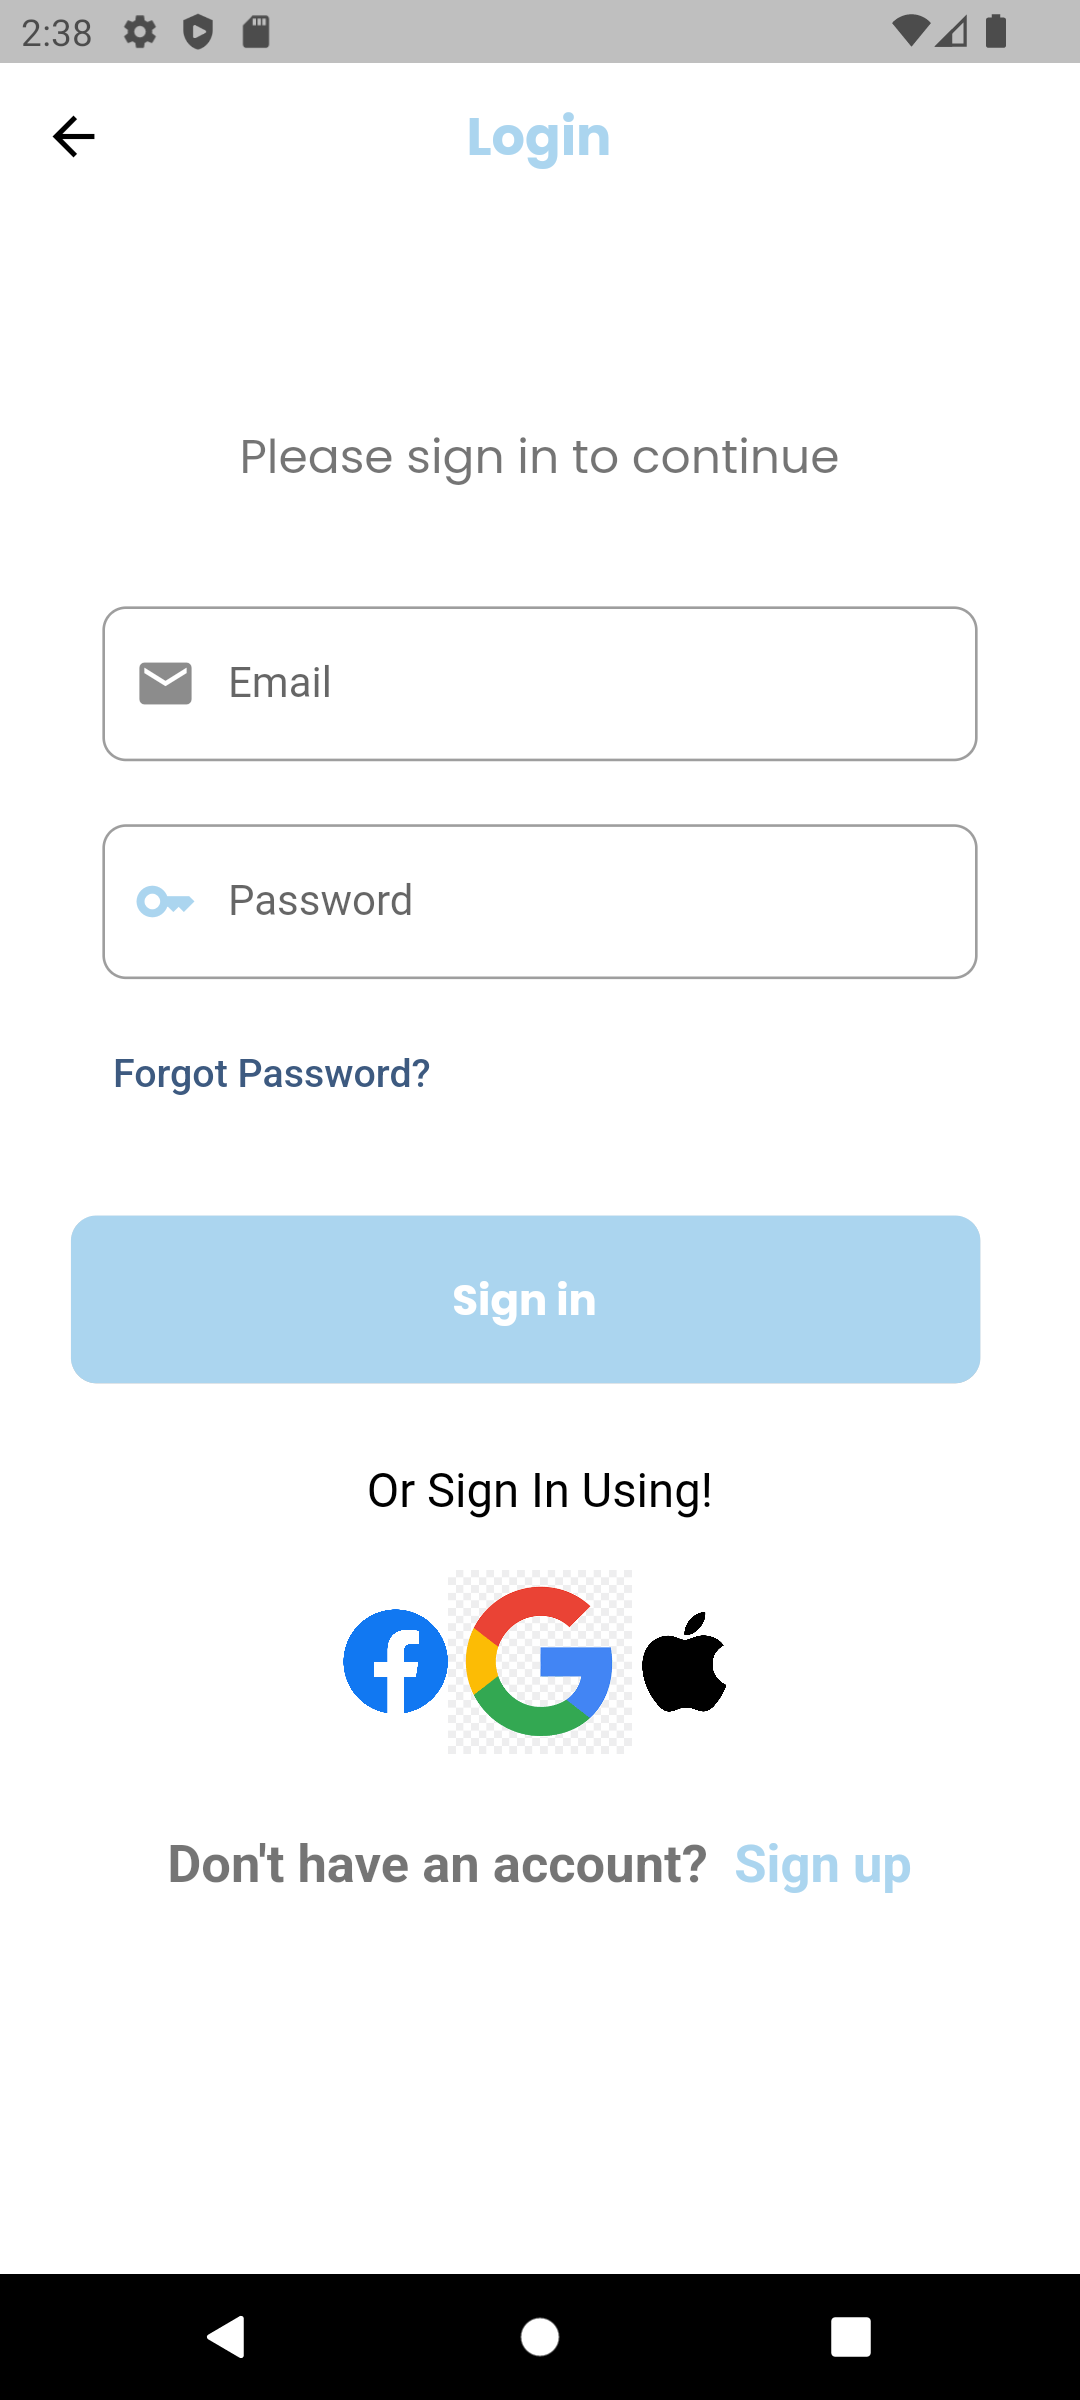 2:38
Login
Please sign in to continue
Email
Password
Forgot Password?
Sign in
Or Sign In Using!
Don't have an account? Sign up